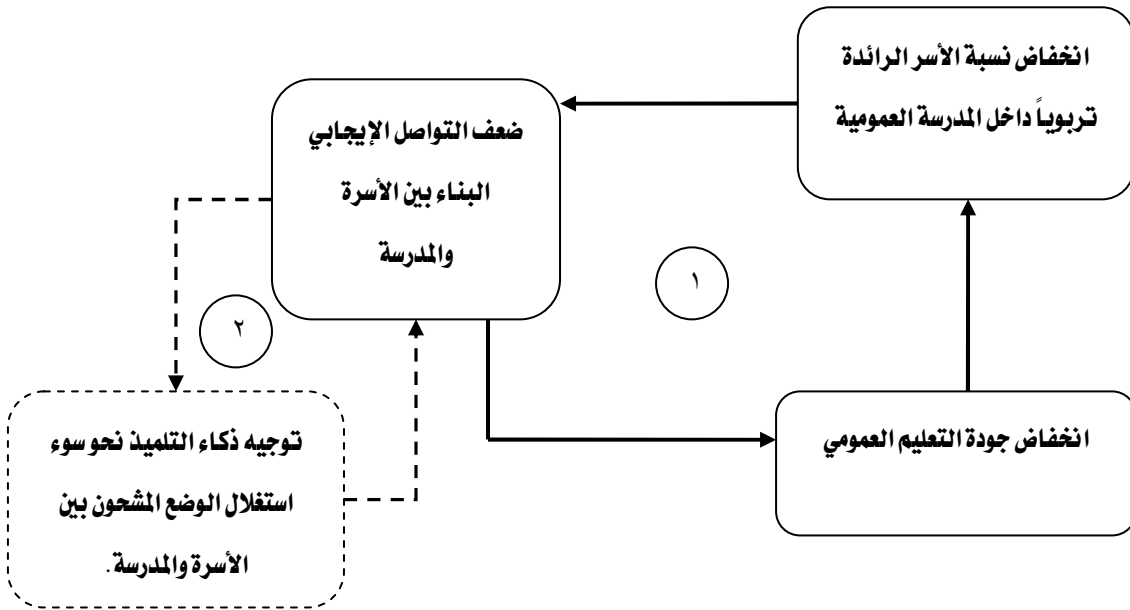 انخفاض نسبة الأسر الرائدة
تربوياً داخل المدرسة العمومية
ضعف التواصل الإيجابي
البناء بين الأسرة
والمدرسة
١
٢
انخفاض جودة التعليم العمومي
توجيه ذكاء التلميذ نحو سوء
استغلال الوضع المشحون بين
الأسرة والمدرسة.